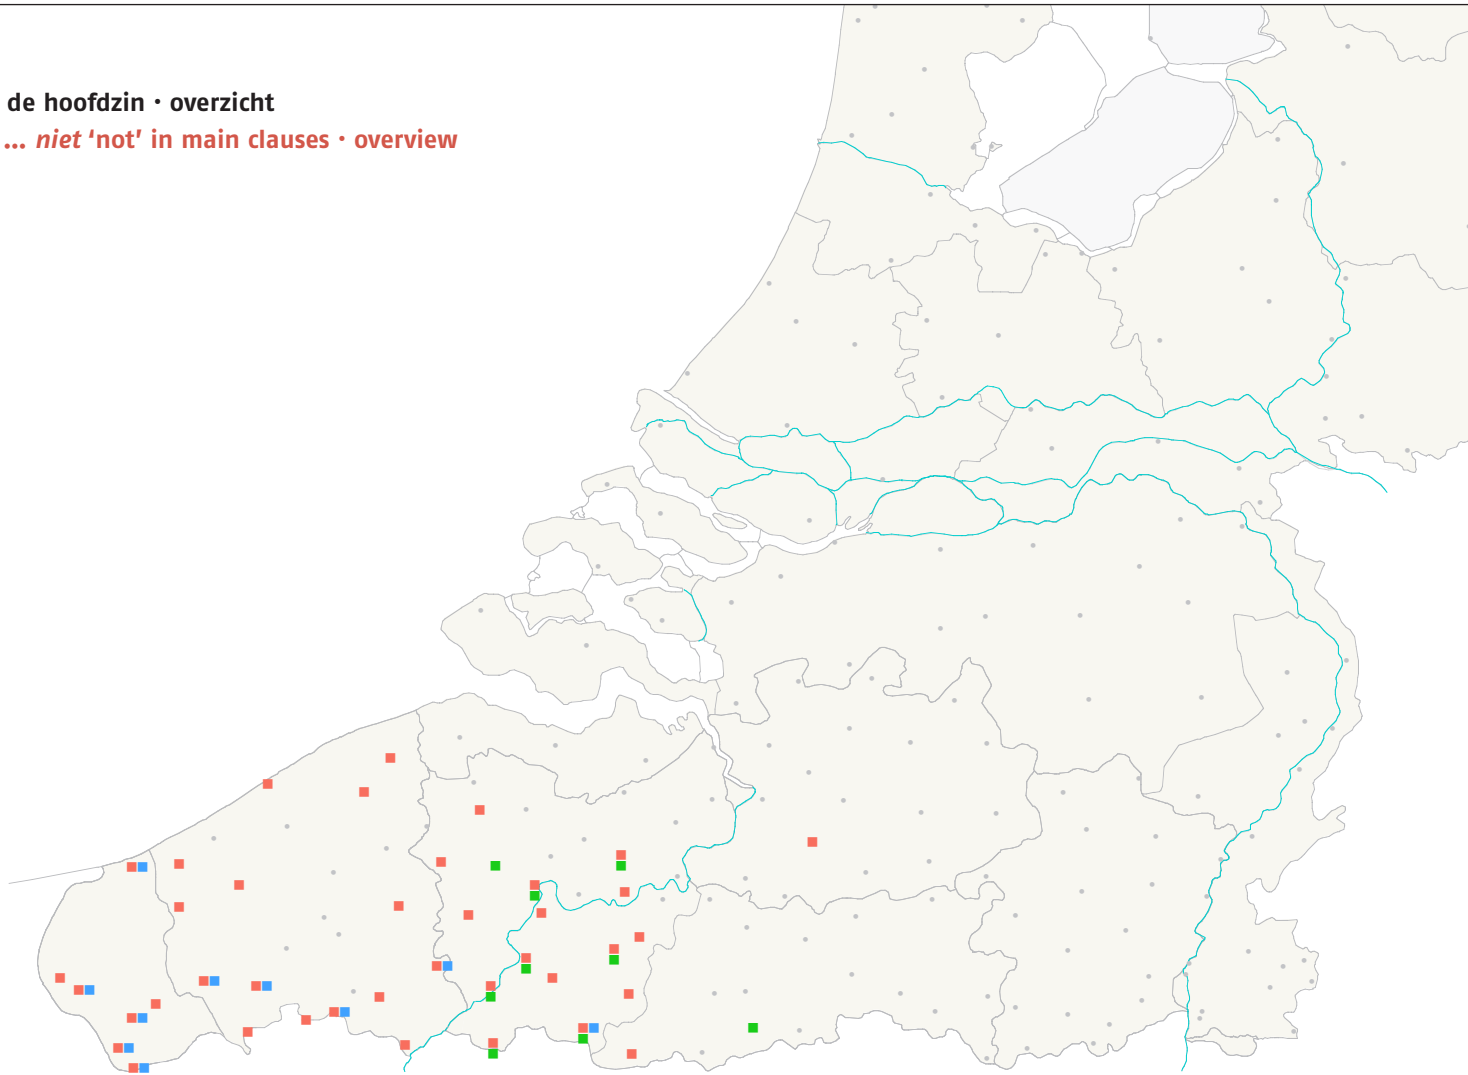 de hoofdzin · overzicht
... niet ‘not’ in main clauses · overview